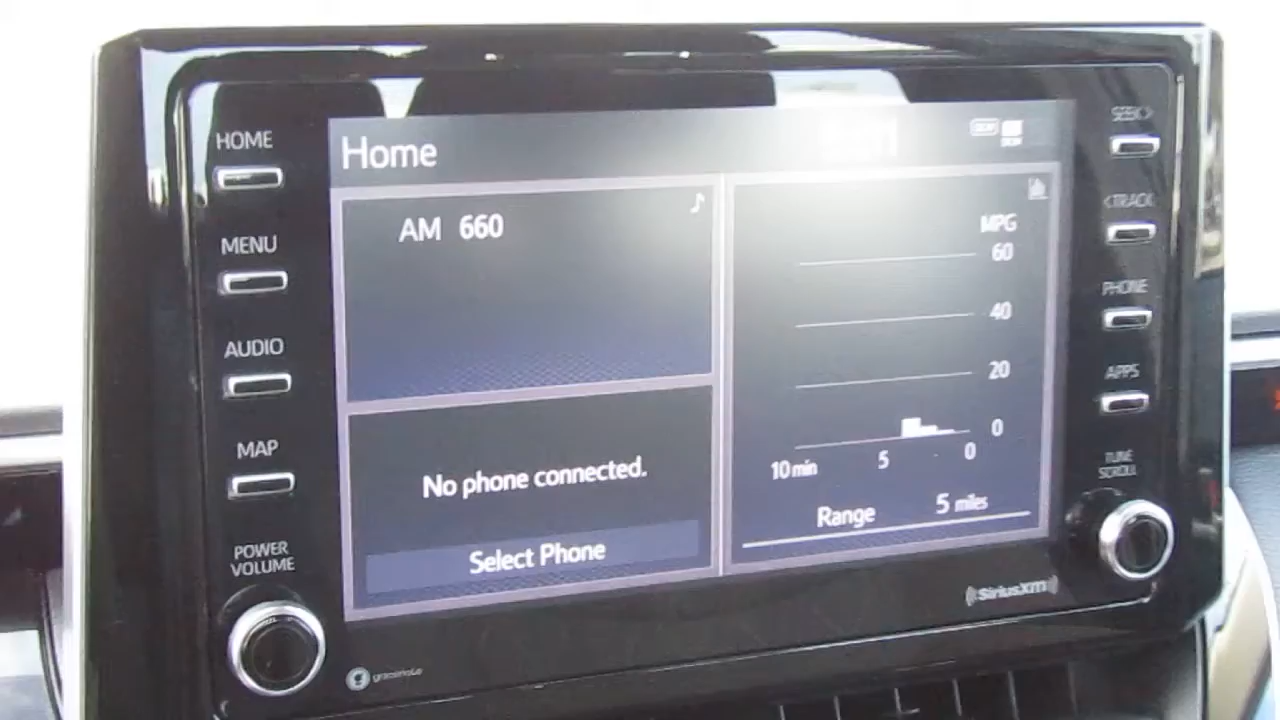 HOME
MENU
AUDIO
MAP
POWER
VOLUME
Home
AM 660
No phone connected.
Select Phone
MPG
60
40
20
0
10 min 5 0
Range 5 miles
SEEK>
<TRACK
PHONE
APPS
TUNE
SCROLL
SiriusXM
gracenote